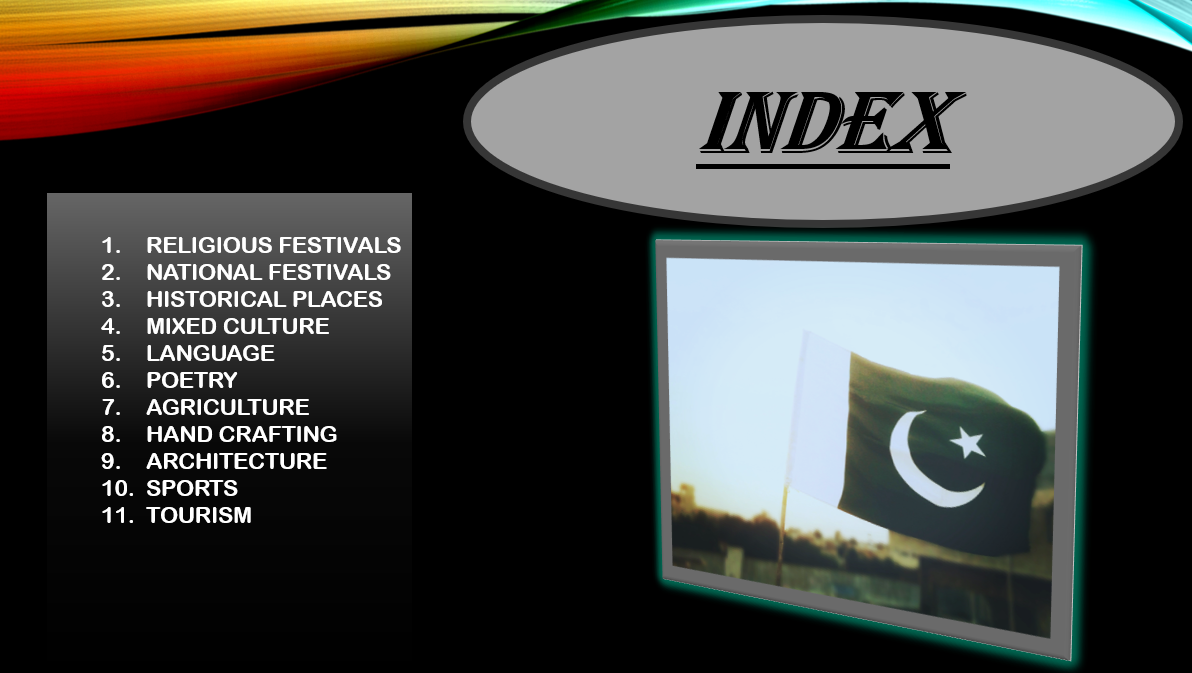 INDEX
1. RELIGIOUS FESTIVALS
2. NATIONAL FESTIVALS
3. HISTORICAL PLACES
4. MIXED CULTURE
5. LANGUAGE
6. POETRY
7. AGRICULTURE
8. HAND CRAFTING
9. ARCHITECTURE
10. SPORTS
11. TOURISM